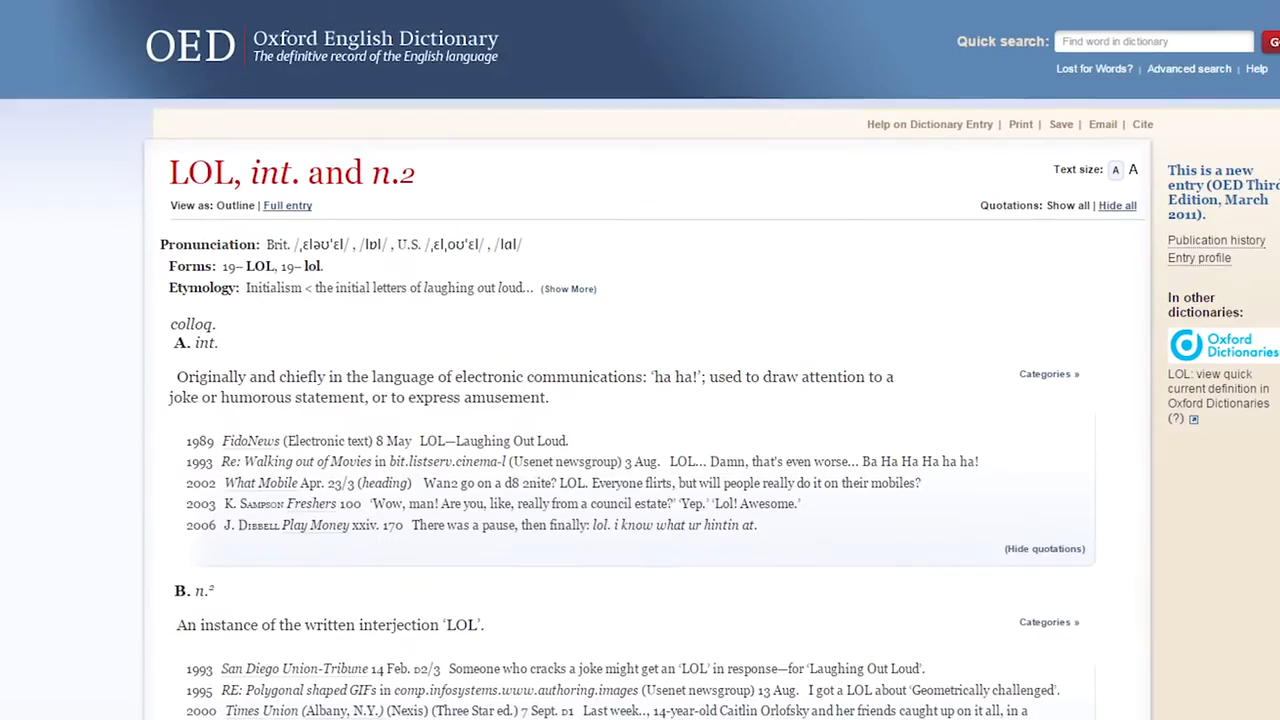 OED Oxford English Dictionary
The definitive record of the English language
Quick search: Find word in dictionary
Lost for Words? | Advanced search | Help
Help on Dictionary Entry | Print | Save | Email | Cite
LOL, int. and n.2
Text size: A A
View as: Outline | Full entry
Quotations: Show all | Hide all
Pronunciation: Brit. /ˌɛləʊˈɛl/ , /lɒl/ , U.S. /ˌɛlˌoʊˈɛl/ , /lɑl/
Forms: 19– LOL, 19– lol.
Etymology: Initialism < the initial letters of laughing out loud... (Show More)
colloq.
A. int.
Originally and chiefly in the language of electronic communications: ‘ha ha!’; used to draw attention to a
joke or humorous statement, or to express amusement.
Categories »
1989 FidoNews (Electronic text) 8 May LOL—Laughing Out Loud.
1993 Re: Walking out of Movies in bit.listserv.cinema-l (Usenet newsgroup) 3 Aug. LOL... Damn, that's even worse... Ba Ha Ha Ha ha ha!
2002 What Mobile Apr. 23/3 (heading) Wan2 go on a d8 2nite? LOL. Everyone flirts, but will people really do it on their mobiles?
2003 K. Sampson Freshers 100 ‘Wow, man! Are you, like, really from a council estate?’ ‘Yep.’ ‘Lol! Awesome.’
2006 J. Dibbell Play Money xxiv. 170 There was a pause, then finally: lol. i know what ur hintin at.
(Hide quotations)
B. n.²
An instance of the written interjection ‘LOL’.
Categories »
1993 San Diego Union-Tribune 14 Feb. D2/3 Someone who cracks a joke might get an ‘LOL’ in response—for ‘Laughing Out Loud’.
1995 RE: Polygonal shaped GIFs in comp.infosystems.www.authoring.images (Usenet newsgroup) 13 Aug. I got a LOL about ‘Geometrically challenged’.
2000 Times Union (Albany, N.Y.) (Nexis) (Three Star ed.) 7 Sept. D1 Last week.., 14-year-old Caitlin Orlofsky and her friends caught up on it all, in a
This is a new
entry (OED Third
Edition, March
2011).
Publication history
Entry profile
In other
dictionaries:
Oxford
Dictionaries
LOL: view quick
current definition in
Oxford Dictionaries
(?)